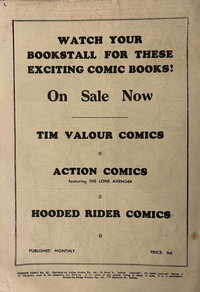 WATCH YOUR
BOOKSTALL FOR THESE
EXCITING COMIC BOOKS!
On Sale Now
TIM VALOUR COMICS
ACTION COMICS
featuring THE LONE AVENGER
HOODED RIDER COMICS
PUBLISHED MONTHLY.
PRICE, 8d.